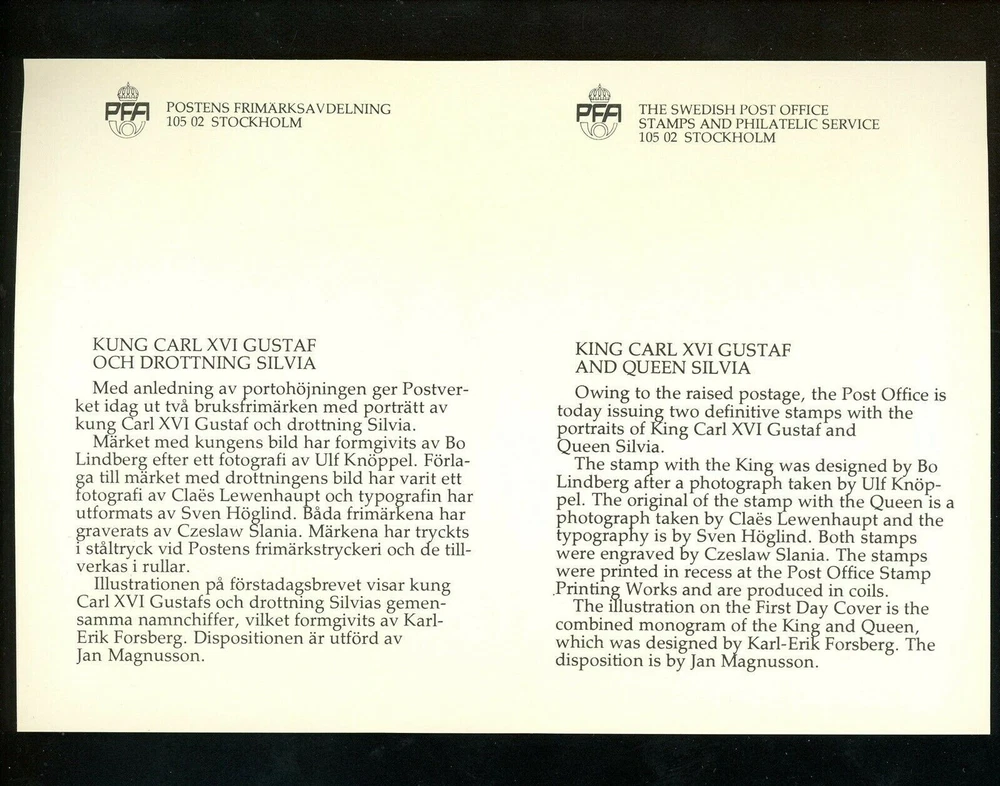 PFA
POSTENS FRIMÄRKSAVDELNING
105 02 STOCKHOLM
KUNG CARL XVI GUSTAF
OCH DROTTNING SILVIA
Med anledning av portohöjningen ger Postver-
ket idag ut två bruksfrimärken med porträtt av
kung Carl XVI Gustaf och drottning Silvia.
Märket med kungens bild har formgivits av Bo
Lindberg efter ett fotografi av Ulf Knöppel. Förla-
ga till märket med drottningens bild har varit ett
fotografi av Claës Lewenhaupt och typografin har
utformats av Sven Höglind. Båda frimärkena har
graverats av Czeslaw Slania. Märkena har tryckts
i ståltryck vid Postens frimärkstryckeri och de till-
verkas i rullar.
Illustrationen på förstadagsbrevet visar kung
Carl XVI Gustafs och drottning Silvias gemen-
samma namnchiffer, vilket formgivits av Karl-
Erik Forsberg. Dispositionen är utförd av
Jan Magnusson.
PFA
THE SWEDISH POST OFFICE
STAMPS AND PHILATELIC SERVICE
105 02 STOCKHOLM
KING CARL XVI GUSTAF
AND QUEEN SILVIA
Owing to the raised postage, the Post Office is
today issuing two definitive stamps with the
portraits of King Carl XVI Gustaf and
Queen Silvia.
The stamp with the King was designed by Bo
Lindberg after a photograph taken by Ulf Knöp-
pel. The original of the stamp with the Queen is a
photograph taken by Claës Lewenhaupt and the
typography is by Sven Höglind. Both stamps
were engraved by Czeslaw Slania. The stamps
were printed in recess at the Post Office Stamp
Printing Works and are produced in coils.
The illustration on the First Day Cover is the
combined monogram of the King and Queen,
which was designed by Karl-Erik Forsberg. The
disposition is by Jan Magnusson.